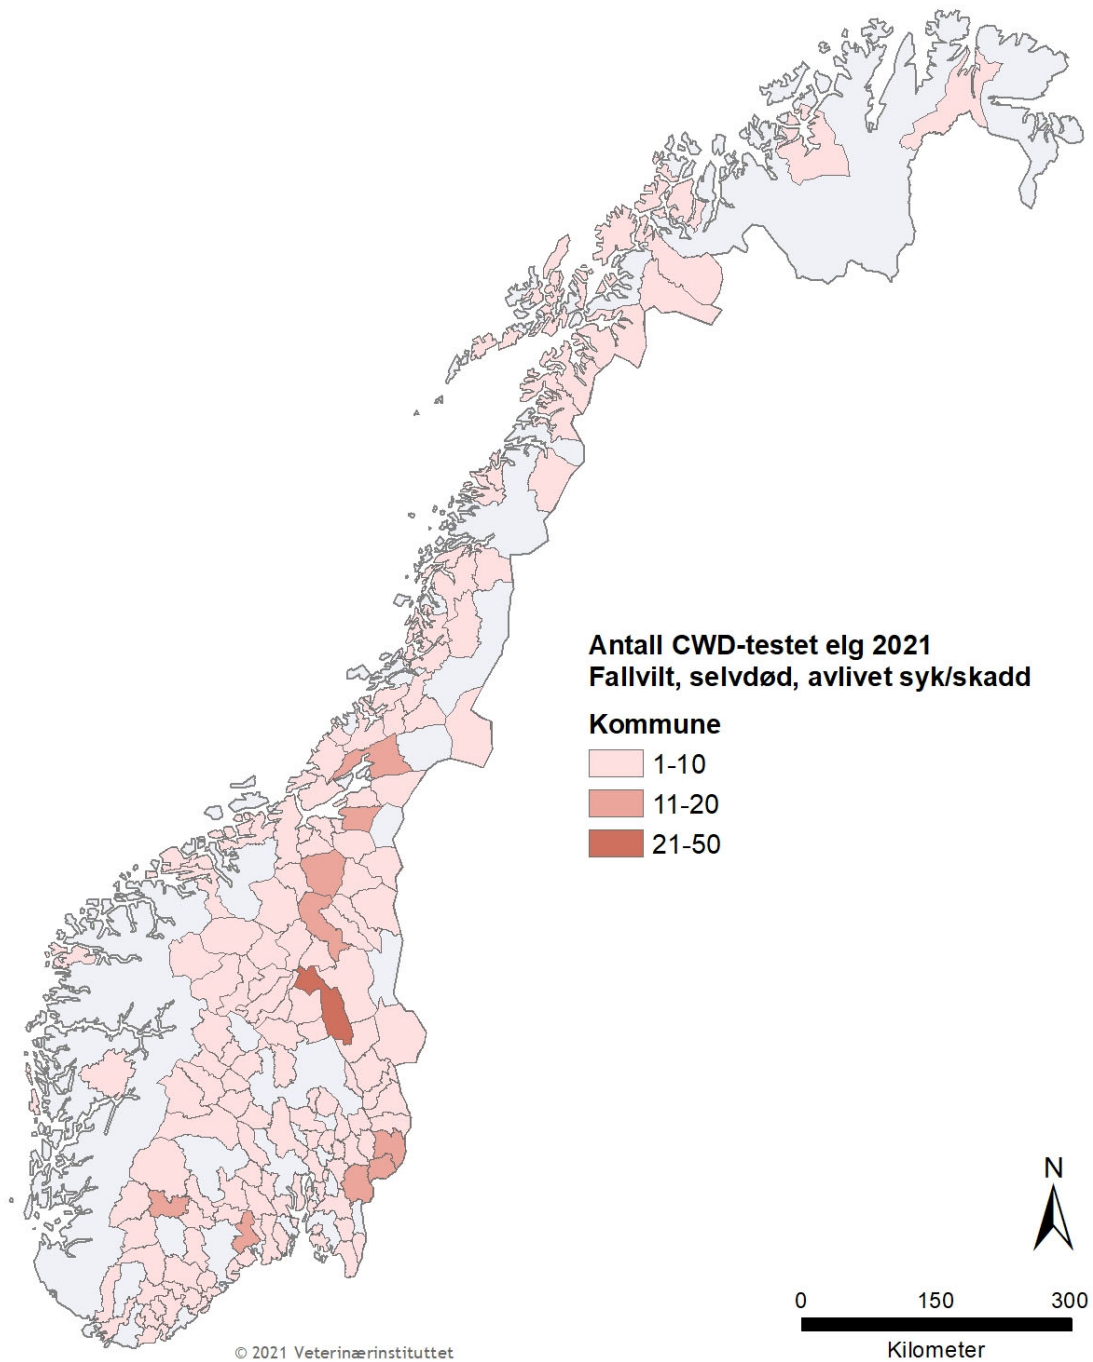 Antall CWD-testet elg 2021
Fallvilt, selvdød, avlivet syk/skadd
Kommune
1-10
11-20
21-50
N
0 150 300
Kilometer
© 2021 Veterinærinstituttet